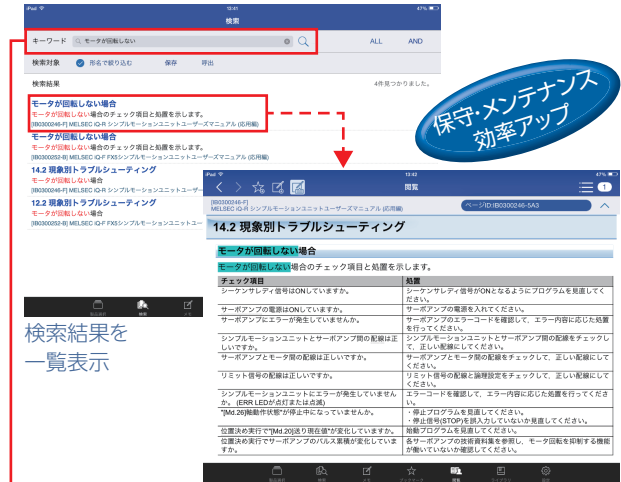 iPad
13:41
47%
検索
キーワード
モータが回転しない
ALL
AND
検索対象
形名で絞り込む
保存
呼出
検索結果
4件見つかりました。
モータが回転しない場合
モータが回転しない場合のチェック項目と処置を示します。
[IB0300246-F] MELSEC iQ-R シンプルモーションユニットユーザーズマニュアル (応用編)
モータが回転しない場合
モータが回転しない場合のチェック項目と処置を示します。
[IB0300252-B] MELSEC iQ-F FX5シンプルモーションユニットユーザーズマニュアル (応用編)
14.2 現象別トラブルシューティング
モータが回転しない場合
[IB0300246-F] MELSEC iQ-R シンプルモーションユニットユーザー
12.2 現象別トラブルシューティング
モータが回転しない場合
[IB0300252-B] MELSEC iQ-F FX5シンプルモーションユニットユー
製品選択
検索
メモ
検索結果を
一覧表示
保守・メンテナンス
効率アップ
iPad
13:42
47%
閲覧
1
[IB0300246-F]
MELSEC iQ-R シンプルモーションユニットユーザーズマニュアル (応用編)
ページID:IB0300246-5A3
14.2 現象別トラブルシューティング
モータが回転しない場合
モータが回転しない場合のチェック項目と処置を示します。
チェック項目
処置
シーケンサレディ信号はONしていますか。
シーケンサレディ信号がONとなるようにプログラムを見直してく
ださい。
サーボアンプの電源はONしていますか。
サーボアンプの電源を入れてください。
サーボアンプにエラーが発生していませんか。
サーボアンプのエラーコードを確認して、エラー内容に応じた処置
を行ってください。
シンプルモーションユニットとサーボアンプ間の配線は正
しいですか。
シンプルモーションユニットとサーボアンプ間の配線をチェックし
て、正しい配線にしてください。
サーボアンプとモータ間の配線は正しいですか。
サーボアンプとモータ間の配線をチェックして、正しい配線にして
ください。
リミット信号の配線は正しいですか。
リミット信号の配線と論理設定をチェックして、正しい配線にして
ください。
シンプルモーションユニットにエラーが発生していません
か。 (ERR LEDが点灯または点滅)
エラーコードを確認して、エラー内容に応じた処置を行ってくださ
い。
"[Md.26]軸動作状態"が停止中になっていませんか。
・停止プログラムを見直してください。
・停止信号(STOP)を誤入力していないか見直してください。
位置決め実行で"[Md.20]送り現在値"が変化していますか。
始動プログラムを見直してください。
位置決め実行でサーボアンプのパルス累積が変化していま
すか。
各サーボアンプの技術資料集を参照し、モータ回転を抑制する機能
が働いていないか確認してください。
製品選択
検索
メモ
ブックマーク
閲覧
ライブラリ
設定